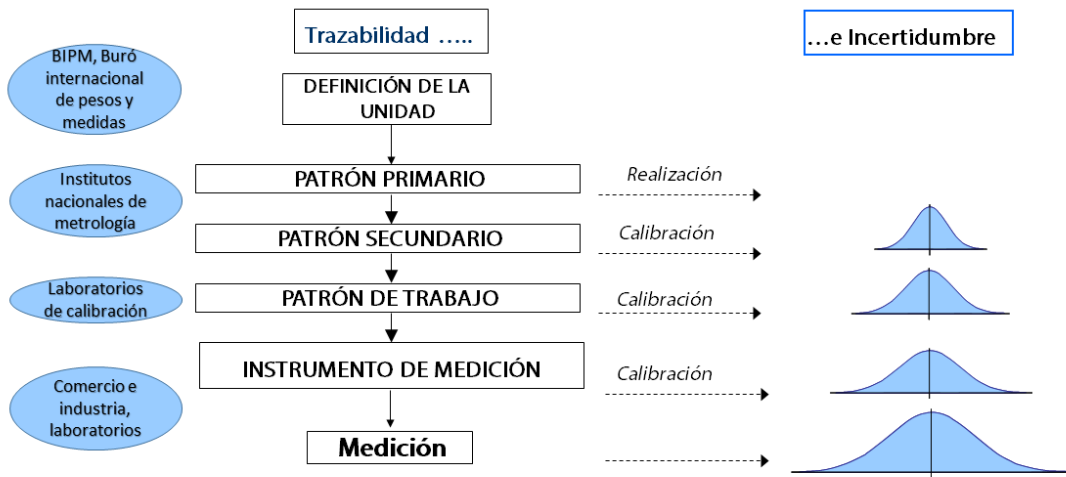 Trazabilidad …..
…e Incertidumbre
BIPM, Buró
internacional
de pesos y
medidas
DEFINICIÓN DE LA
UNIDAD
Institutos
nacionales de
metrología
PATRÓN PRIMARIO
Realización
PATRÓN SECUNDARIO
Calibración
Laboratorios
de calibración
PATRÓN DE TRABAJO
Calibración
INSTRUMENTO DE MEDICIÓN
Calibración
Comercio e
industria,
laboratorios
Medición